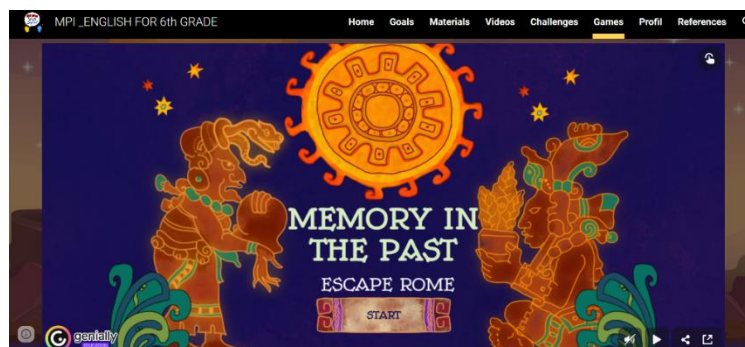 MPI _ENGLISH FOR 6th GRADE
Home Goals Materials Videos Challenges Games Profil References
MEMORY IN
THE PAST
ESCAPE ROME
START
genially